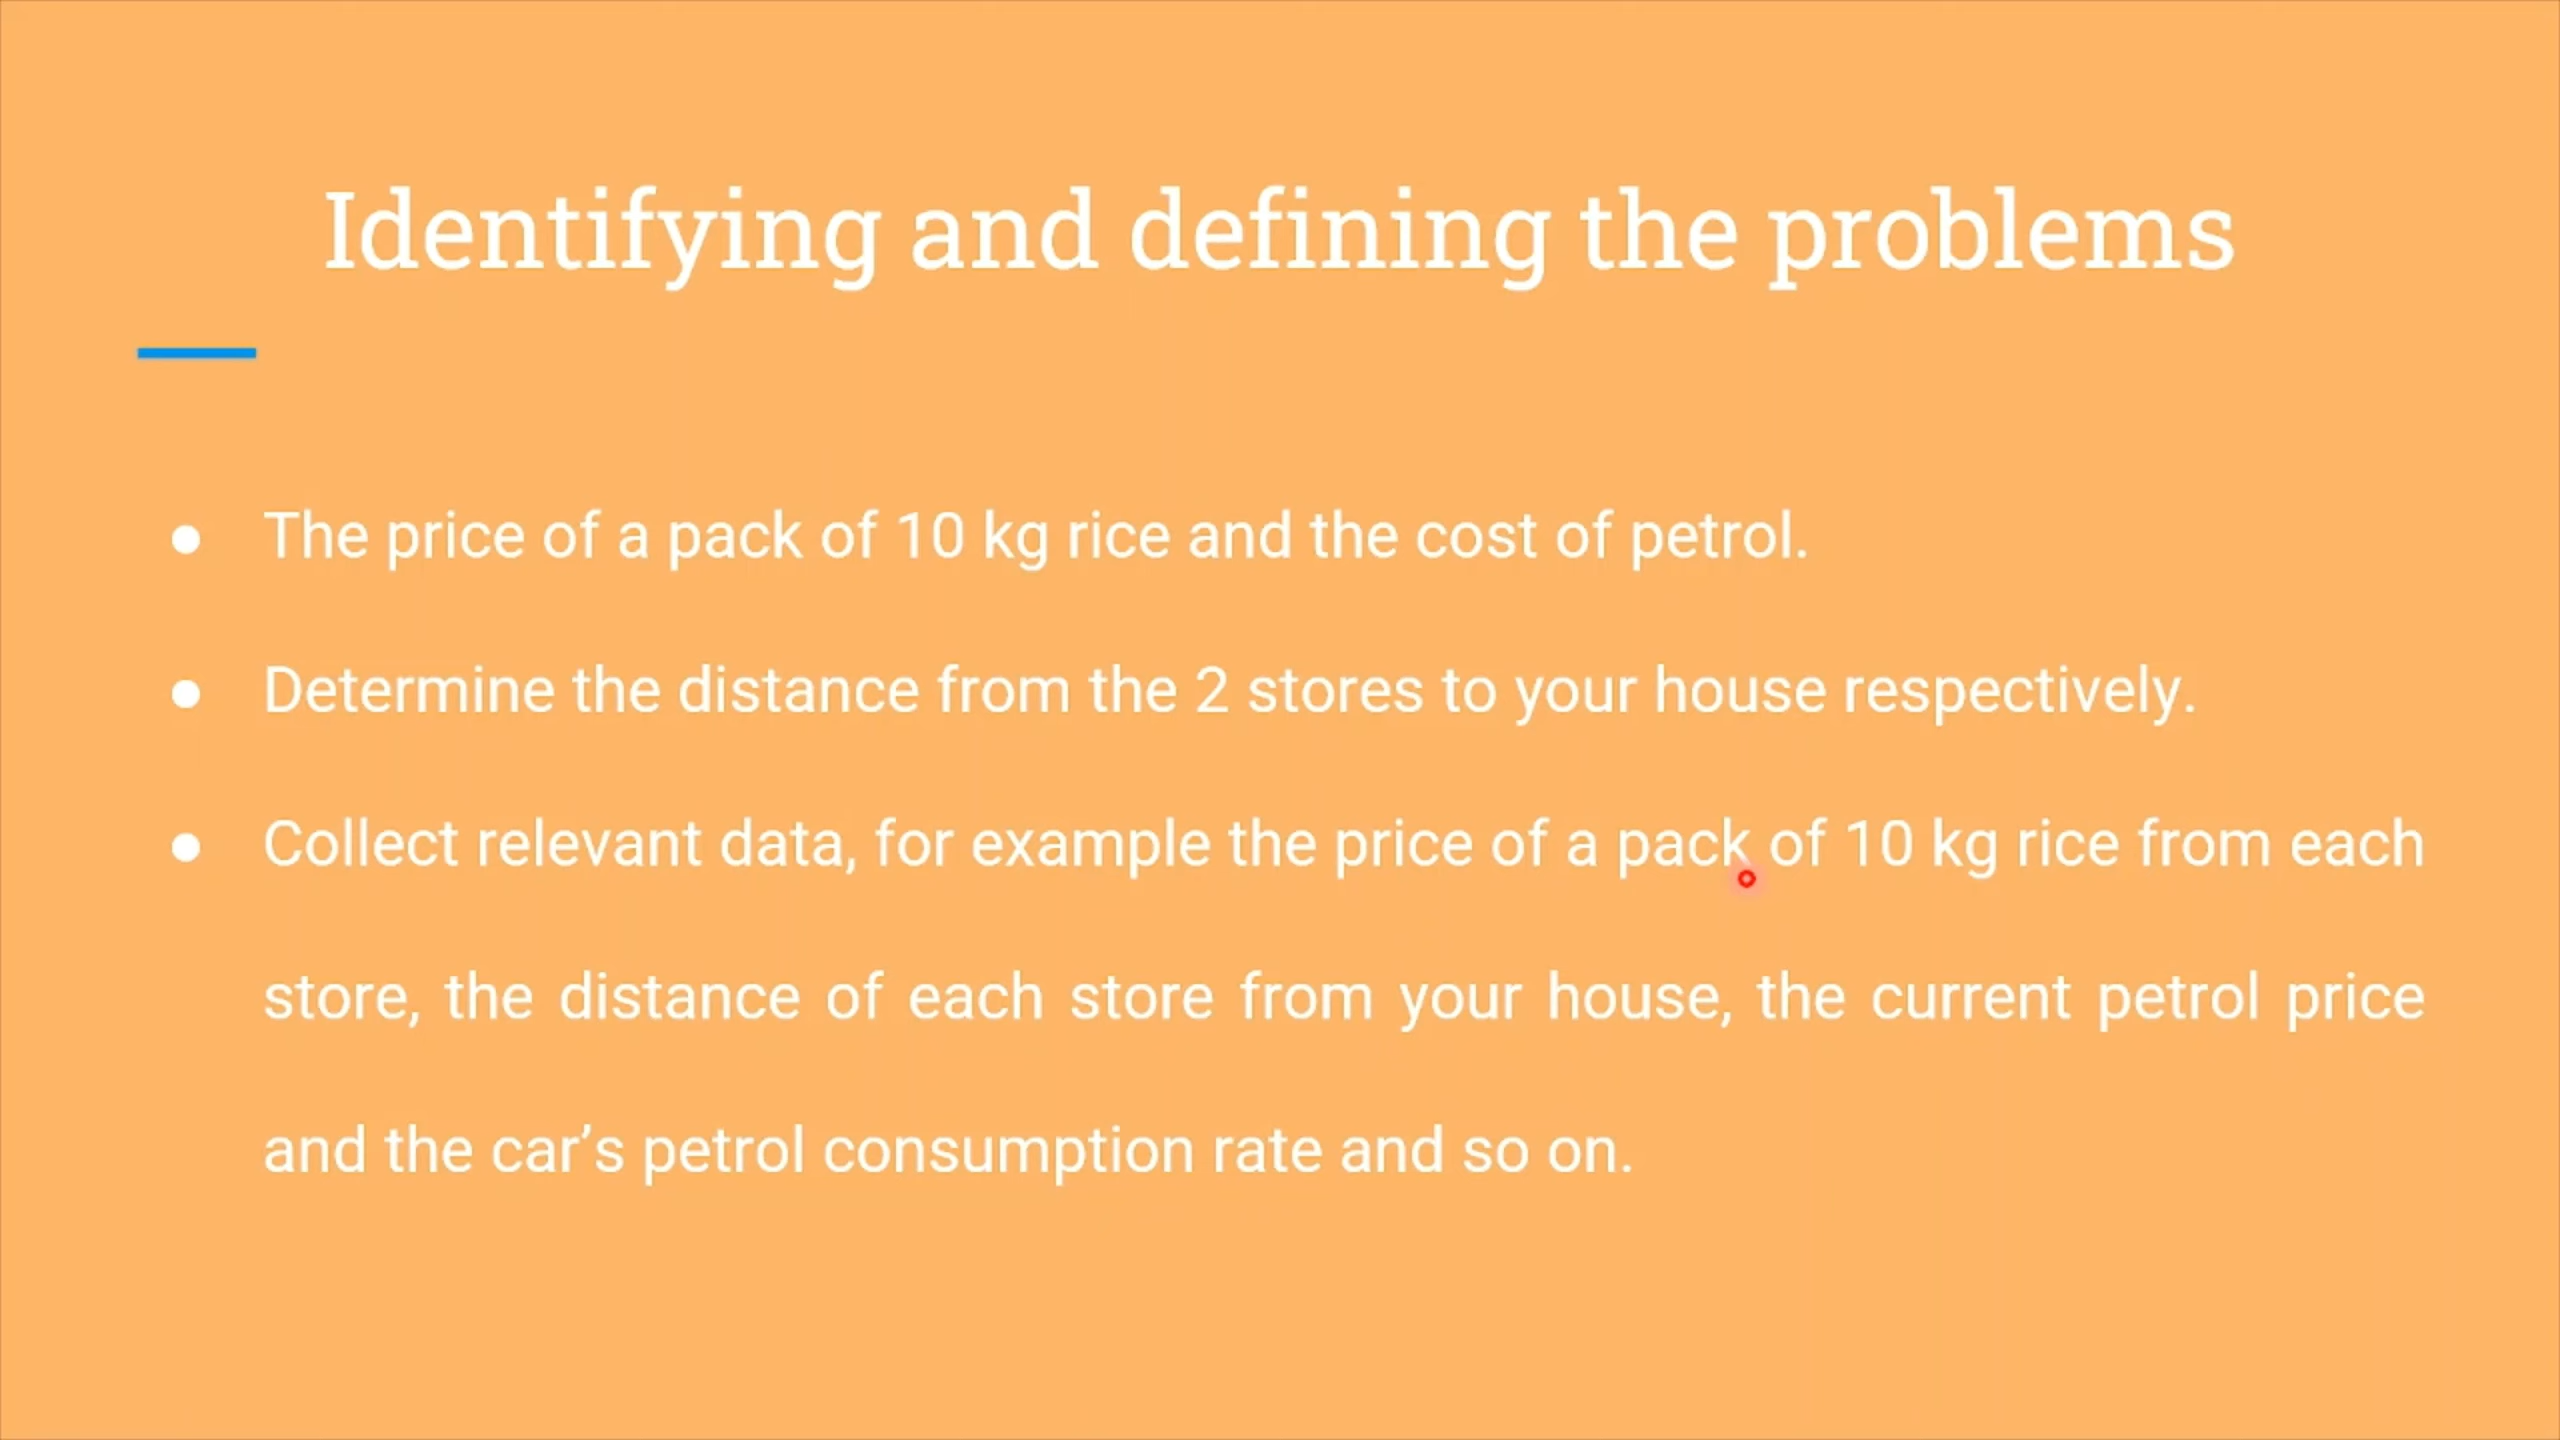 Identifying and defining the problems
● The price of a pack of 10 kg rice and the cost of petrol.
● Determine the distance from the 2 stores to your house respectively.
● Collect relevant data, for example the price of a pack of 10 kg rice from each
store, the distance of each store from your house, the current petrol price
and the car’s petrol consumption rate and so on.